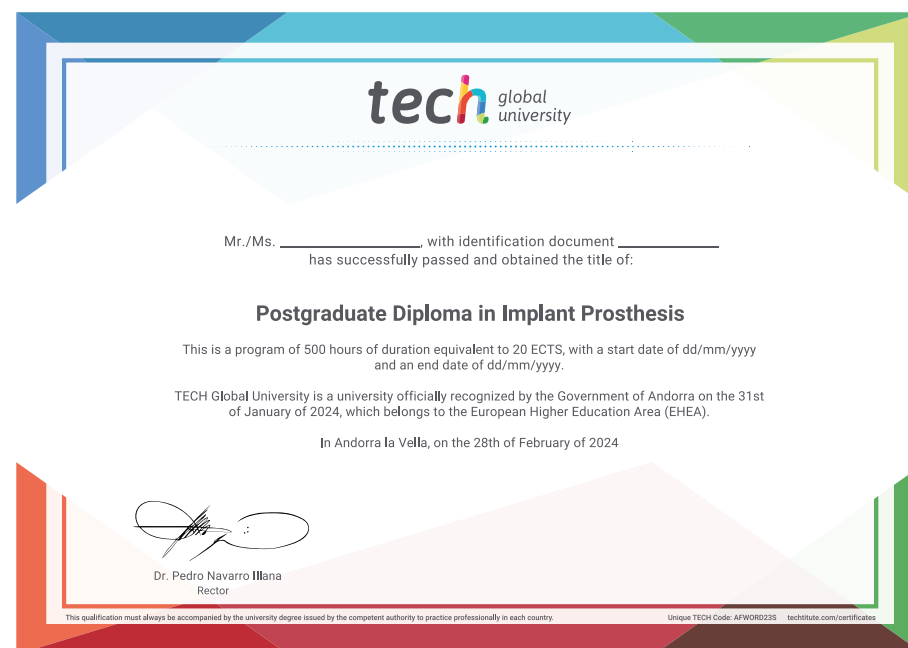 tech global
university
Mr./Ms. ____________, with identification document ____________
has successfully passed and obtained the title of:
Postgraduate Diploma in Implant Prosthesis
This is a program of 500 hours of duration equivalent to 20 ECTS, with a start date of dd/mm/yyyy
and an end date of dd/mm/yyyy.
TECH Global University is a university officially recognized by the Government of Andorra on the 31st
of January of 2024, which belongs to the European Higher Education Area (EHEA).
In Andorra la Vella, on the 28th of February of 2024
Dr. Pedro Navarro Illana
Rector
This qualification must always be accompanied by the university degree issued by the competent authority to practice professionally in each country.
Unique TECH Code: AFWORD23S techtitute.com/certificates